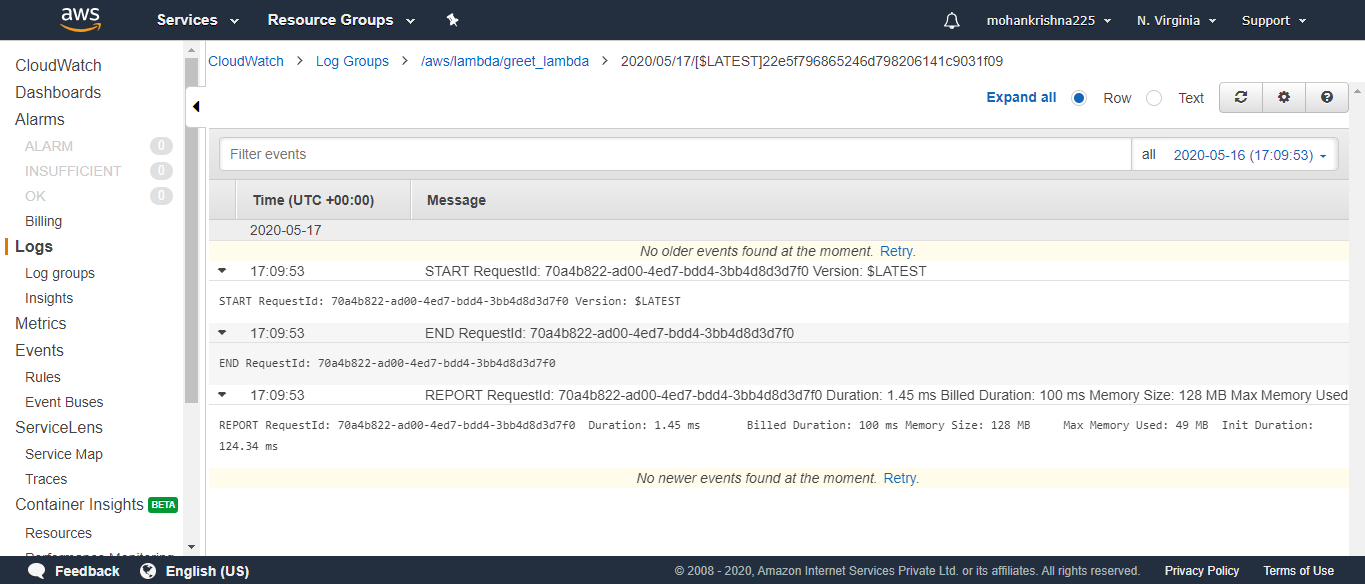 aws Services Resource Groups mohankrishna225 N. Virginia Support
CloudWatch
Dashboards
Alarms
ALARM 0
INSUFFICIENT 0
OK 0
Billing
Logs
Log groups
Insights
Metrics
Events
Rules
Event Buses
ServiceLens
Service Map
Traces
Container Insights BETA
Resources
Performance Monitoring
CloudWatch > Log Groups > /aws/lambda/greet_lambda > 2020/05/17/[$LATEST]22e5f796865246d798206141c9031f09
Expand all Row Text
Filter events all 2020-05-16 (17:09:53)
Time (UTC +00:00) Message
2020-05-17
No older events found at the moment. Retry.
17:09:53 START RequestId: 70a4b822-ad00-4ed7-bdd4-3bb4d8d3d7f0 Version: $LATEST
START RequestId: 70a4b822-ad00-4ed7-bdd4-3bb4d8d3d7f0 Version: $LATEST
17:09:53 END RequestId: 70a4b822-ad00-4ed7-bdd4-3bb4d8d3d7f0
END RequestId: 70a4b822-ad00-4ed7-bdd4-3bb4d8d3d7f0
17:09:53 REPORT RequestId: 70a4b822-ad00-4ed7-bdd4-3bb4d8d3d7f0 Duration: 1.45 ms Billed Duration: 100 ms Memory Size: 128 MB Max Memory Used
REPORT RequestId: 70a4b822-ad00-4ed7-bdd4-3bb4d8d3d7f0 Duration: 1.45 ms Billed Duration: 100 ms Memory Size: 128 MB Max Memory Used: 49 MB Init Duration:
124.34 ms
No newer events found at the moment. Retry.
Feedback English (US) © 2008 - 2020, Amazon Internet Services Private Ltd. or its affiliates. All rights reserved. Privacy Policy Terms of Use